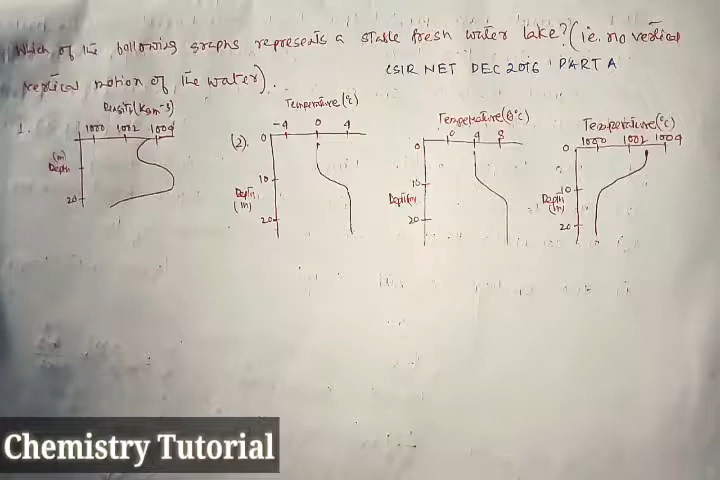 Which of the following graphs represents a stable fresh water lake? (i.e. no vertical
vertical motion of the water).
CSIR NET DEC 2016 PART A
1.
Density (Kgm-3)
1000 1002 1004
(m)
Depth
20
(2).
Temperature (°C)
-4 0 4
0
10
Depth
(m)
20
Temperature (°C)
0 4 8
0
10
Depth (m)
20
Temperature (°C)
1000 1002 1004
0
10
Depth
(m)
20
Chemistry Tutorial